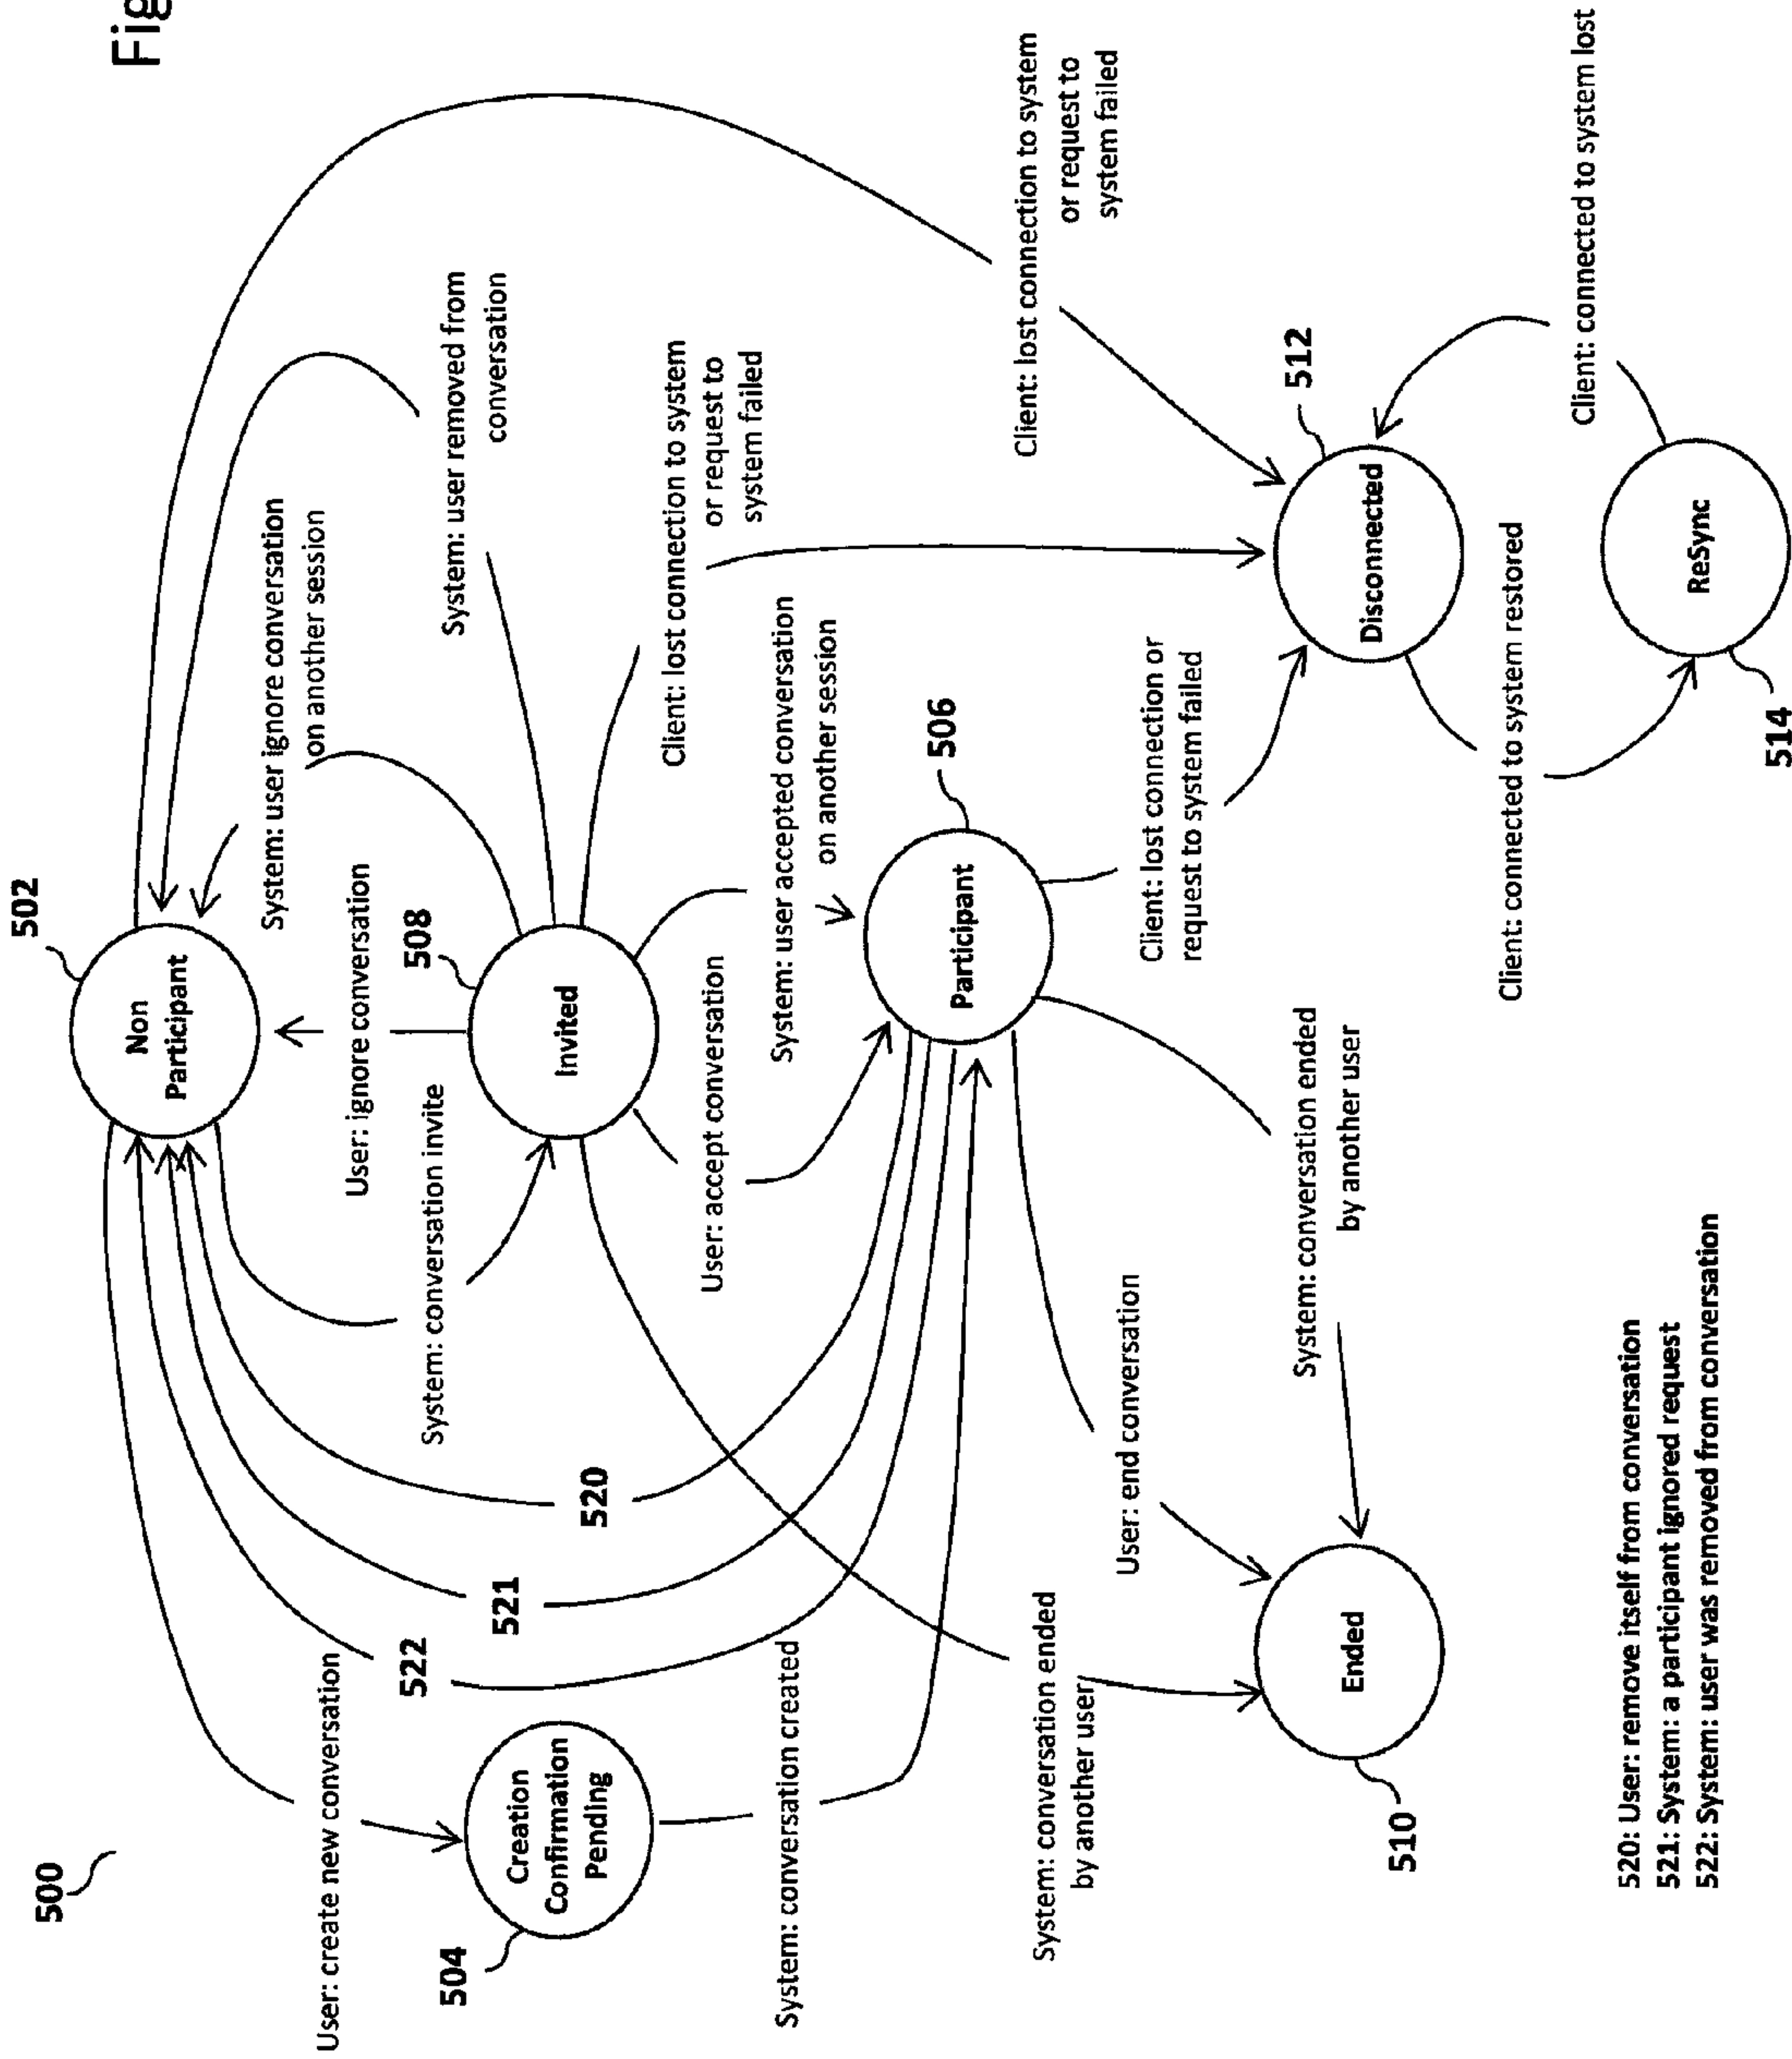 Fig
500
502
Non
Participant
User: create new conversation
System: user ignore conversation
on another session
System: user removed from
conversation
User: ignore conversation
508
System: conversation invite
Invited
522
521
520
504
Creation
Confirmation
Pending
Client: lost connection to system
or request to
system failed
User: accept conversation
System: user accepted conversation
on another session
System: conversation created
506
Participant
Client: lost connection to system
or request to
system failed
System: conversation ended
by another user
User: end conversation
Client: lost connection or
request to system failed
System: conversation ended
by another user
512
Disconnected
Ended
510
Client: connected to system restored
Client: connected to system lost
ReSync
514
520: User: remove itself from conversation
521: System: a participant ignored request
522: System: user was removed from conversation